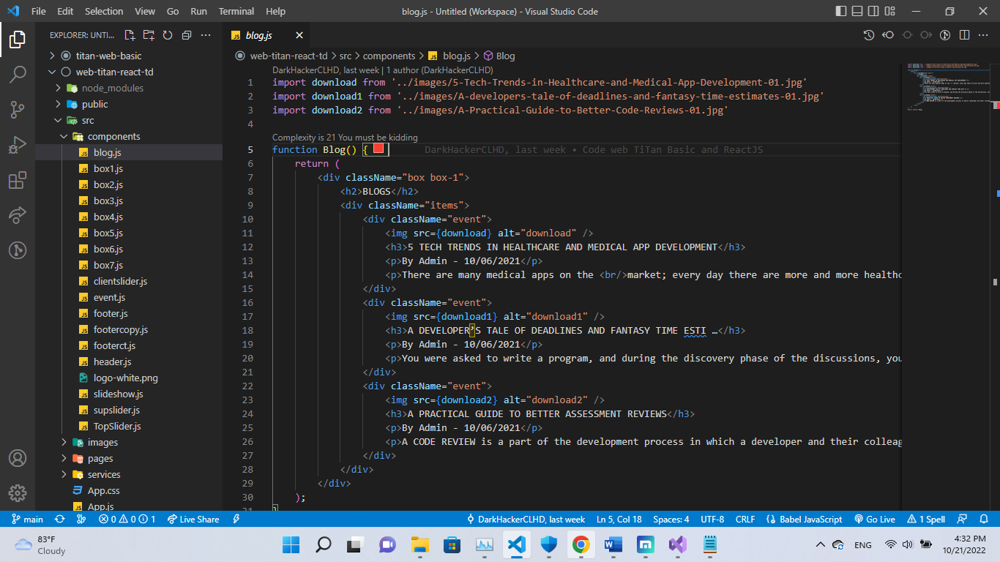 File Edit Selection View Go Run Terminal Help
blog.js - Untitled (Workspace) - Visual Studio Code
EXPLORER: UNTI...
titan-web-basic
web-titan-react-td
node_modules
public
src
components
blog.js
box1.js
box2.js
box3.js
box4.js
box5.js
box6.js
box7.js
clientslider.js
event.js
footer.js
footercopy.js
footerct.js
header.js
logo-white.png
slideshow.js
supslider.js
TopSlider.js
images
pages
services
App.css
App.js
blog.js
web-titan-react-td > src > components > blog.js > Blog
DarkHackerCLHD, last week | 1 author (DarkHackerCLHD)
1 import download from '../images/5-Tech-Trends-in-Healthcare-and-Medical-App-Development-01.jpg'
2 import download1 from '../images/A-developers-tale-of-deadlines-and-fantasy-time-estimates-01.jpg'
3 import download2 from '../images/A-Practical-Guide-to-Better-Code-Reviews-01.jpg'
4
Complexity is 21 You must be kidding
5 function Blog() { DarkHackerCLHD, last week • Code web TiTan Basic and ReactJS
6 return (
7 <div className="box box-1">
8 <h2>BLOGS</h2>
9 <div className="items">
10 <div className="event">
11 <img src={download} alt="download" />
12 <h3>5 TECH TRENDS IN HEALTHCARE AND MEDICAL APP DEVELOPMENT</h3>
13 <p>By Admin - 10/06/2021</p>
14 <p>There are many medical apps on the <br/>market; every day there are more and more healthc
15 </div>
16 <div className="event">
17 <img src={download1} alt="download1" />
18 <h3>A DEVELOPER’S TALE OF DEADLINES AND FANTASY TIME ESTI …</h3>
19 <p>By Admin - 10/06/2021</p>
20 <p>You were asked to write a program, and during the discovery phase of the discussions, you
21 </div>
22 <div className="event">
23 <img src={download2} alt="download2" />
24 <h3>A PRACTICAL GUIDE TO BETTER ASSESSMENT REVIEWS</h3>
25 <p>By Admin - 10/06/2021</p>
26 <p>A CODE REVIEW is a part of the development process in which a developer and their colleag
27 </div>
28 </div>
29 </div>
30 );
31 }
main 0 0 1 Live Share DarkHackerCLHD, last week Ln 5, Col 18 Spaces: 4 UTF-8 CRLF Babel JavaScript Go Live 1 Spell
83°F
Cloudy
ENG
4:32 PM
10/21/2022